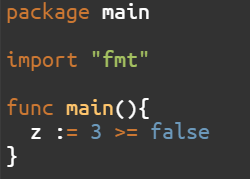 package main
import "fmt"
func main(){
  z := 3 >= false
}